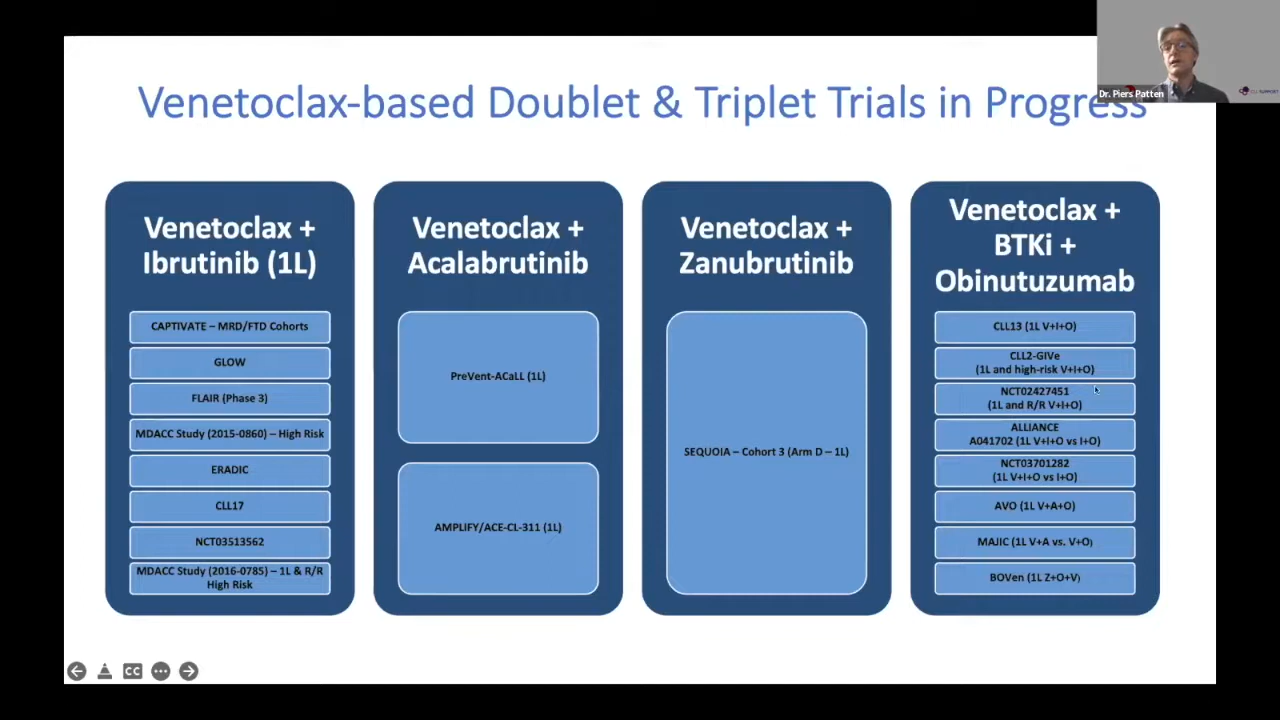 Venetoclax-based Doublet & Triplet Trials in Progress
Dr. Piers Patten
Venetoclax +
Ibrutinib (1L)
CAPTIVATE – MRD/FTD Cohorts
GLOW
FLAIR (Phase 3)
MDACC Study (2015-0860) – High Risk
ERADIC
CLL17
NCT03513562
MDACC Study (2016-0785) – 1L & R/R
High Risk
Venetoclax +
Acalabrutinib
PreVent-ACaLL (1L)
AMPLIFY/ACE-CL-311 (1L)
Venetoclax +
Zanubrutinib
SEQUOIA – Cohort 3 (Arm D – 1L)
Venetoclax +
BTKi +
Obinutuzumab
CLL13 (1L V+I+O)
CLL2-GIVe
(1L and high-risk V+I+O)
NCT02427451
(1L and R/R V+I+O)
ALLIANCE
A041702 (1L V+I+O vs I+O)
NCT03701282
(1L V+I+O vs I+O)
AVO (1L V+A+O)
MAJIC (1L V+A vs. V+O)
BOVen (1L Z+O+V)
CC